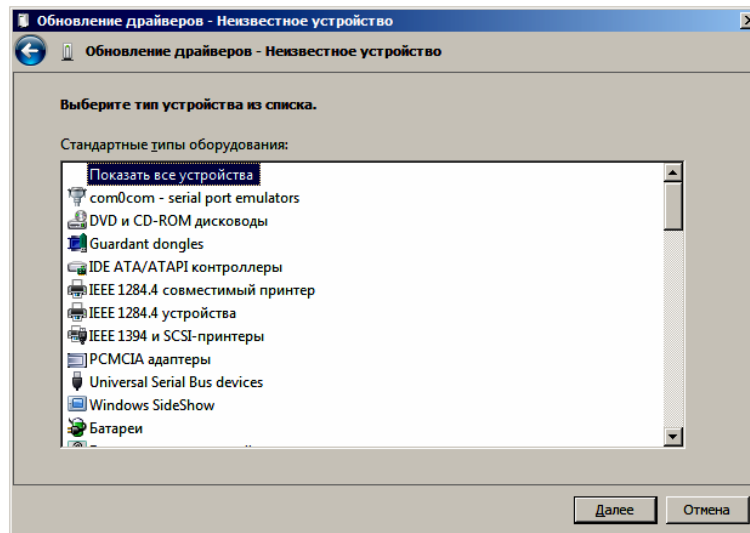 Обновление драйверов - Неизвестное устройство
Обновление драйверов - Неизвестное устройство
Выберите тип устройства из списка.
Стандартные типы оборудования:
Показать все устройства
com0com - serial port emulators
DVD и CD-ROM дисководы
Guardant dongles
IDE ATA/ATAPI контроллеры
IEEE 1284.4 совместимый принтер
IEEE 1284.4 устройства
IEEE 1394 и SCSI-принтеры
PCMCIA адаптеры
Universal Serial Bus devices
Windows SideShow
Батареи
Далее Отмена